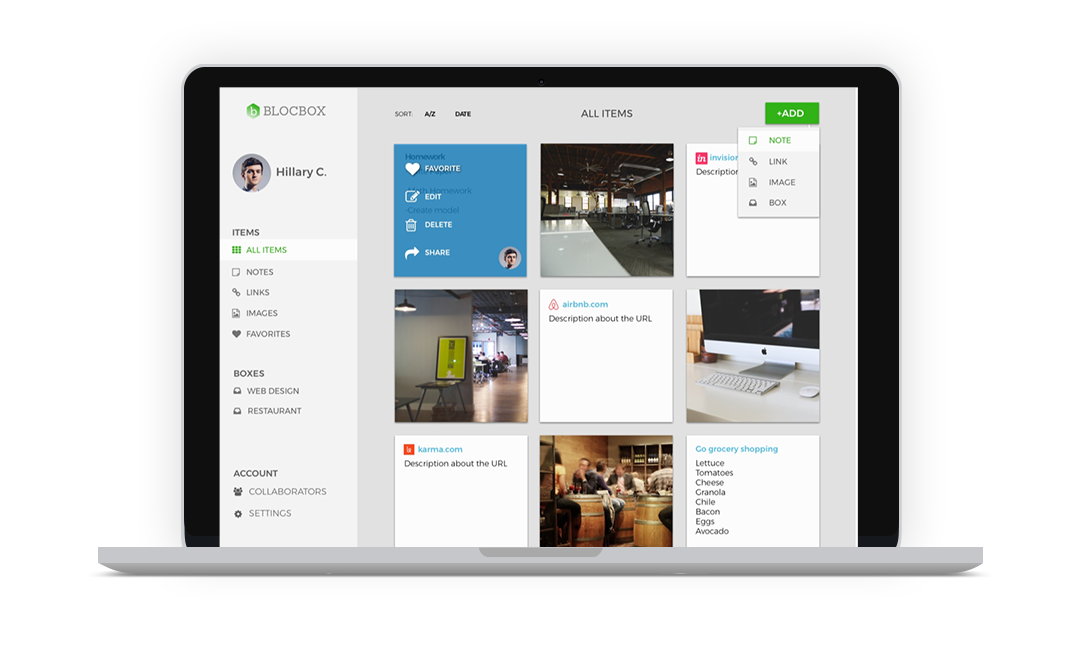 BLOCBOX
Hillary C.
ITEMS
ALL ITEMS
NOTES
LINKS
IMAGES
FAVORITES
BOXES
WEB DESIGN
RESTAURANT
ACCOUNT
COLLABORATORS
SETTINGS
SORT: A/Z DATE
ALL ITEMS
+ADD
NOTE
LINK
IMAGE
BOX
Homework
FAVORITE
Math Homework
EDIT
-Create model
DELETE
SHARE
in invision
Description
airbnb.com
Description about the URL
karma.com
Description about the URL
Go grocery shopping
Lettuce
Tomatoes
Cheese
Granola
Chile
Bacon
Eggs
Avocado